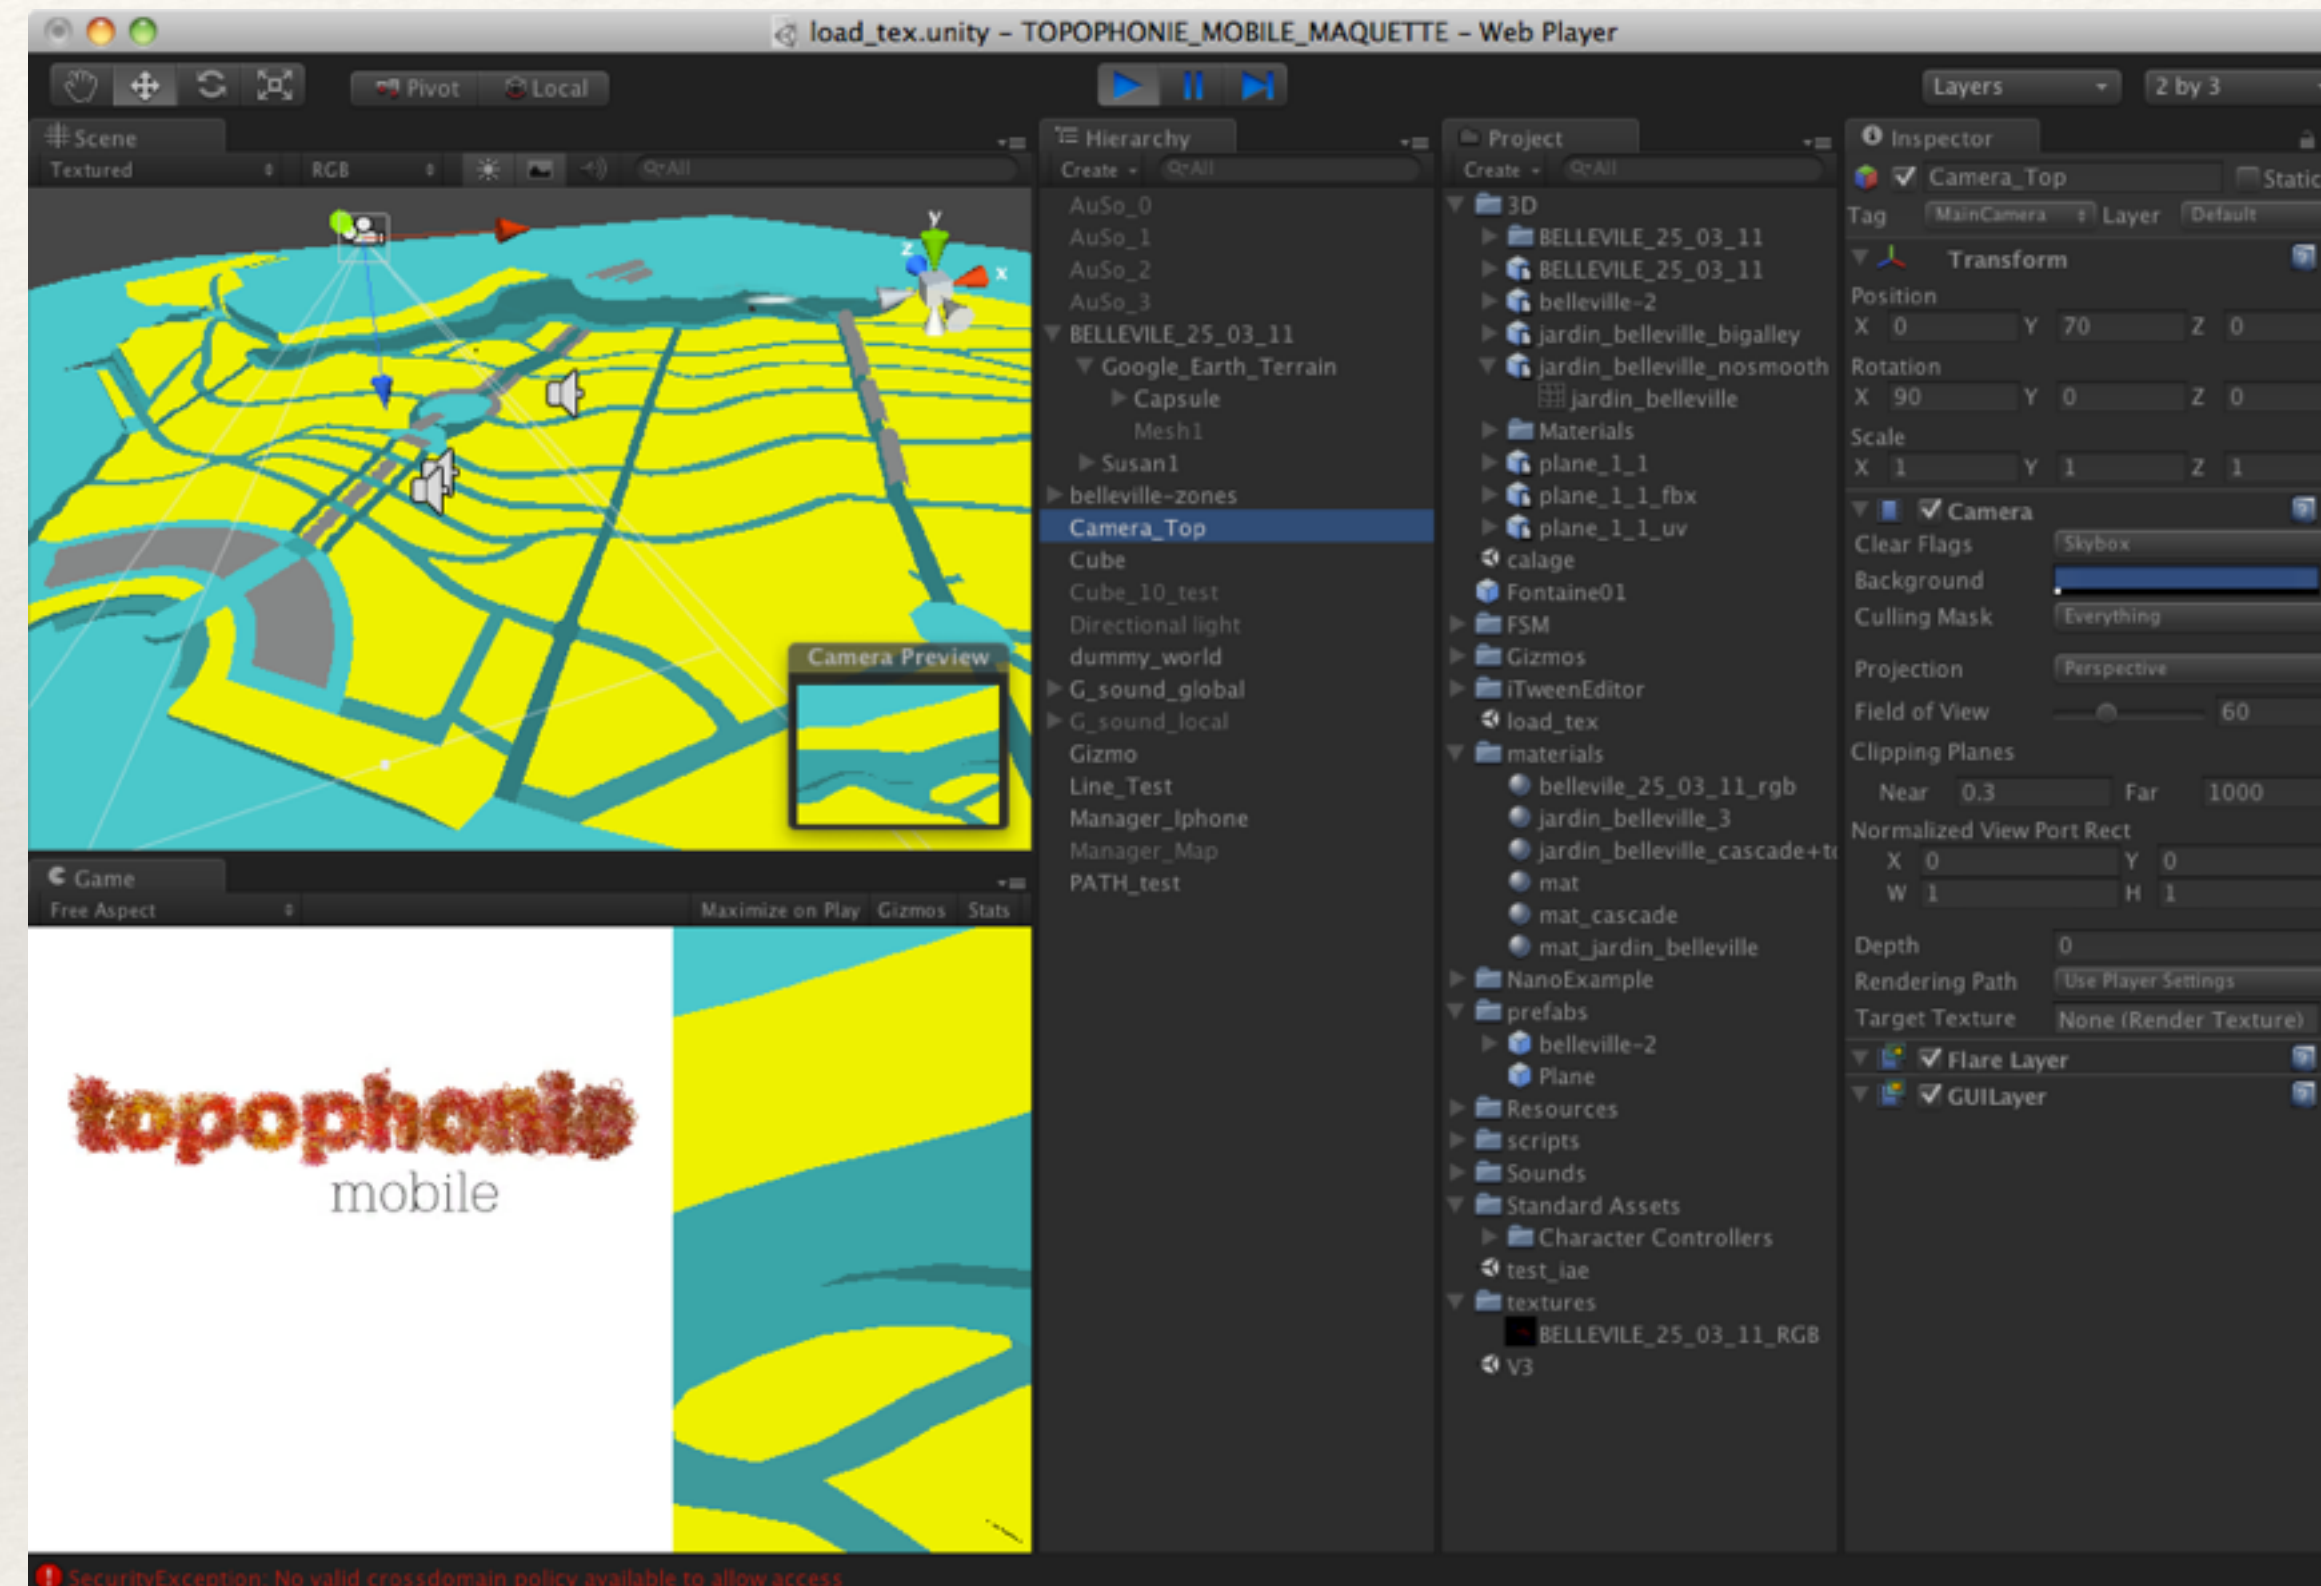 load_tex.unity – TOPOPHONIE_MOBILE_MAQUETTE – Web Player
Pivot Local Layers 2 by 3
Scene
Textured RGB All
y
z
x
Camera Preview
Game
Free Aspect Maximize on Play Gizmos Stats
topophonie
mobile
Hierarchy
Create All
AuSo_0
AuSo_1
AuSo_2
AuSo_3
BELLEVILE_25_03_11
Google_Earth_Terrain
Capsule
Mesh1
Susan1
belleville-zones
Camera_Top
Cube
Cube_10_test
Directional light
dummy_world
G_sound_global
G_sound_local
Gizmo
Line_Test
Manager_Iphone
Manager_Map
PATH_test
Project
Create All
3D
BELLEVILE_25_03_11
BELLEVILE_25_03_11
belleville-2
jardin_belleville_bigalley
jardin_belleville_nosmooth
jardin_belleville
Materials
plane_1_1
plane_1_1_fbx
plane_1_1_uv
calage
Fontaine01
FSM
Gizmos
iTweenEditor
load_tex
materials
bellevile_25_03_11_rgb
jardin_belleville_3
jardin_belleville_cascade+to
mat
mat_cascade
mat_jardin_belleville
NanoExample
prefabs
belleville-2
Plane
Resources
scripts
Sounds
Standard Assets
Character Controllers
test_iae
textures
BELLEVILE_25_03_11_RGB
V3
Inspector
Camera_Top Static
Tag MainCamera Layer Default
Transform
Position
X 0 Y 70 Z 0
Rotation
X 90 Y 0 Z 0
Scale
X 1 Y 1 Z 1
Camera
Clear Flags Skybox
Background
Culling Mask Everything
Projection Perspective
Field of View 60
Clipping Planes
Near 0.3 Far 1000
Normalized View Port Rect
X 0 Y 0
W 1 H 1
Depth 0
Rendering Path Use Player Settings
Target Texture None (Render Texture)
Flare Layer
GUILayer
SecurityException: No valid crossdomain policy available to allow access